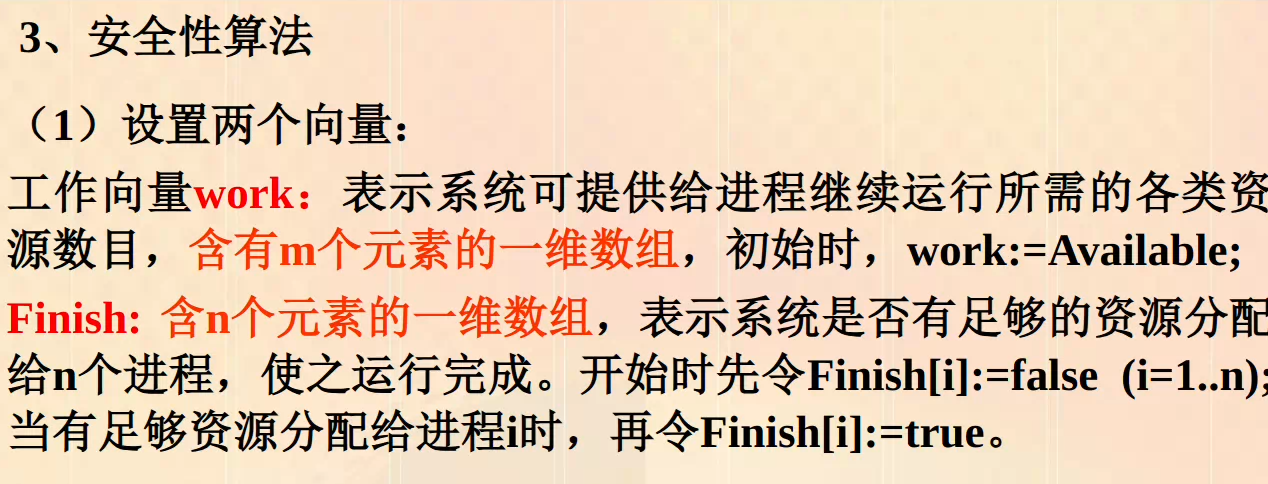 3、安全性算法
（1）设置两个向量：
工作向量work：表示系统可提供给进程继续运行所需的各类资
源数目，含有m个元素的一维数组，初始时，work:=Available;
Finish: 含n个元素的一维数组，表示系统是否有足够的资源分配
给n个进程，使之运行完成。开始时先令Finish[i]:=false (i=1..n);
当有足够资源分配给进程i时，再令Finish[i]:=true。